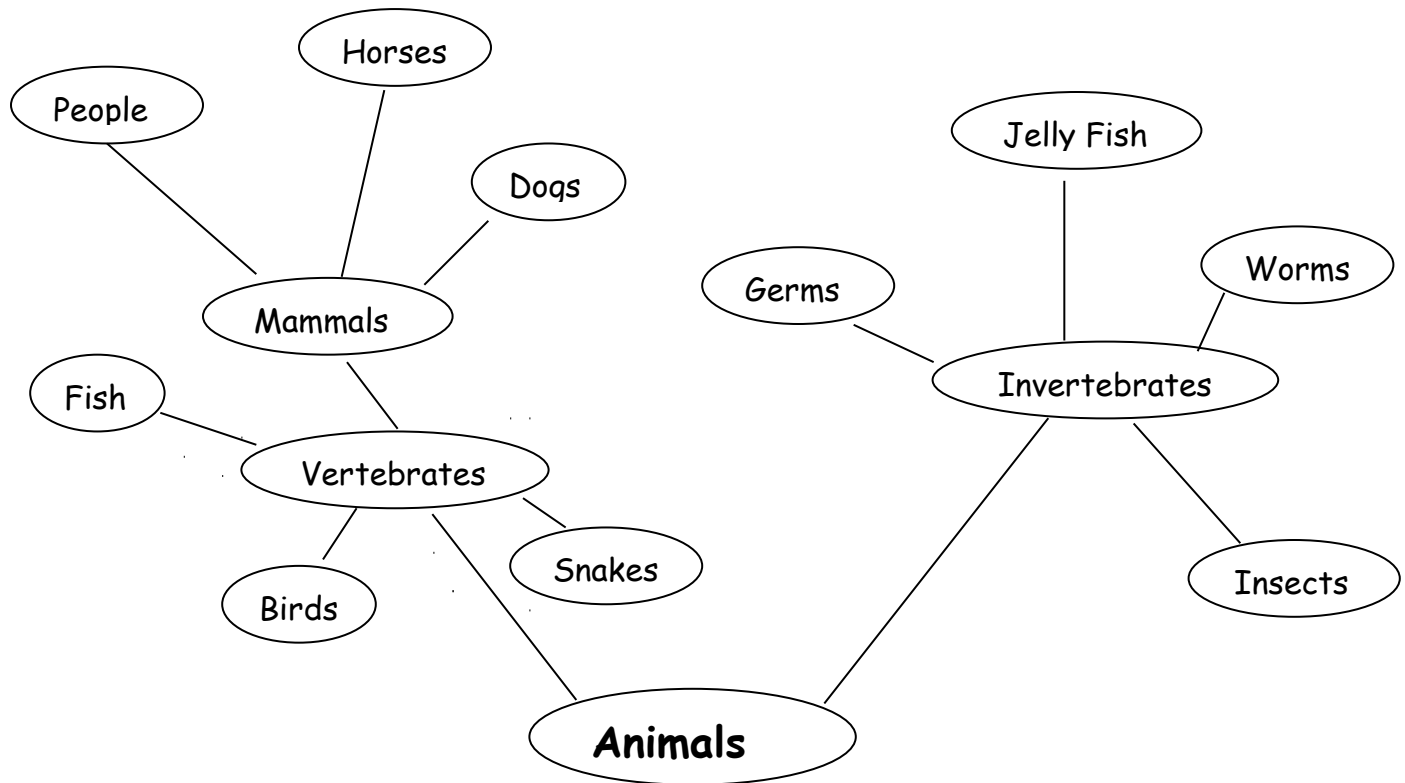 Horses
People
Jelly Fish
Dogs
Worms
Germs
Mammals
Invertebrates
Fish
Vertebrates
Snakes
Insects
Birds
Animals